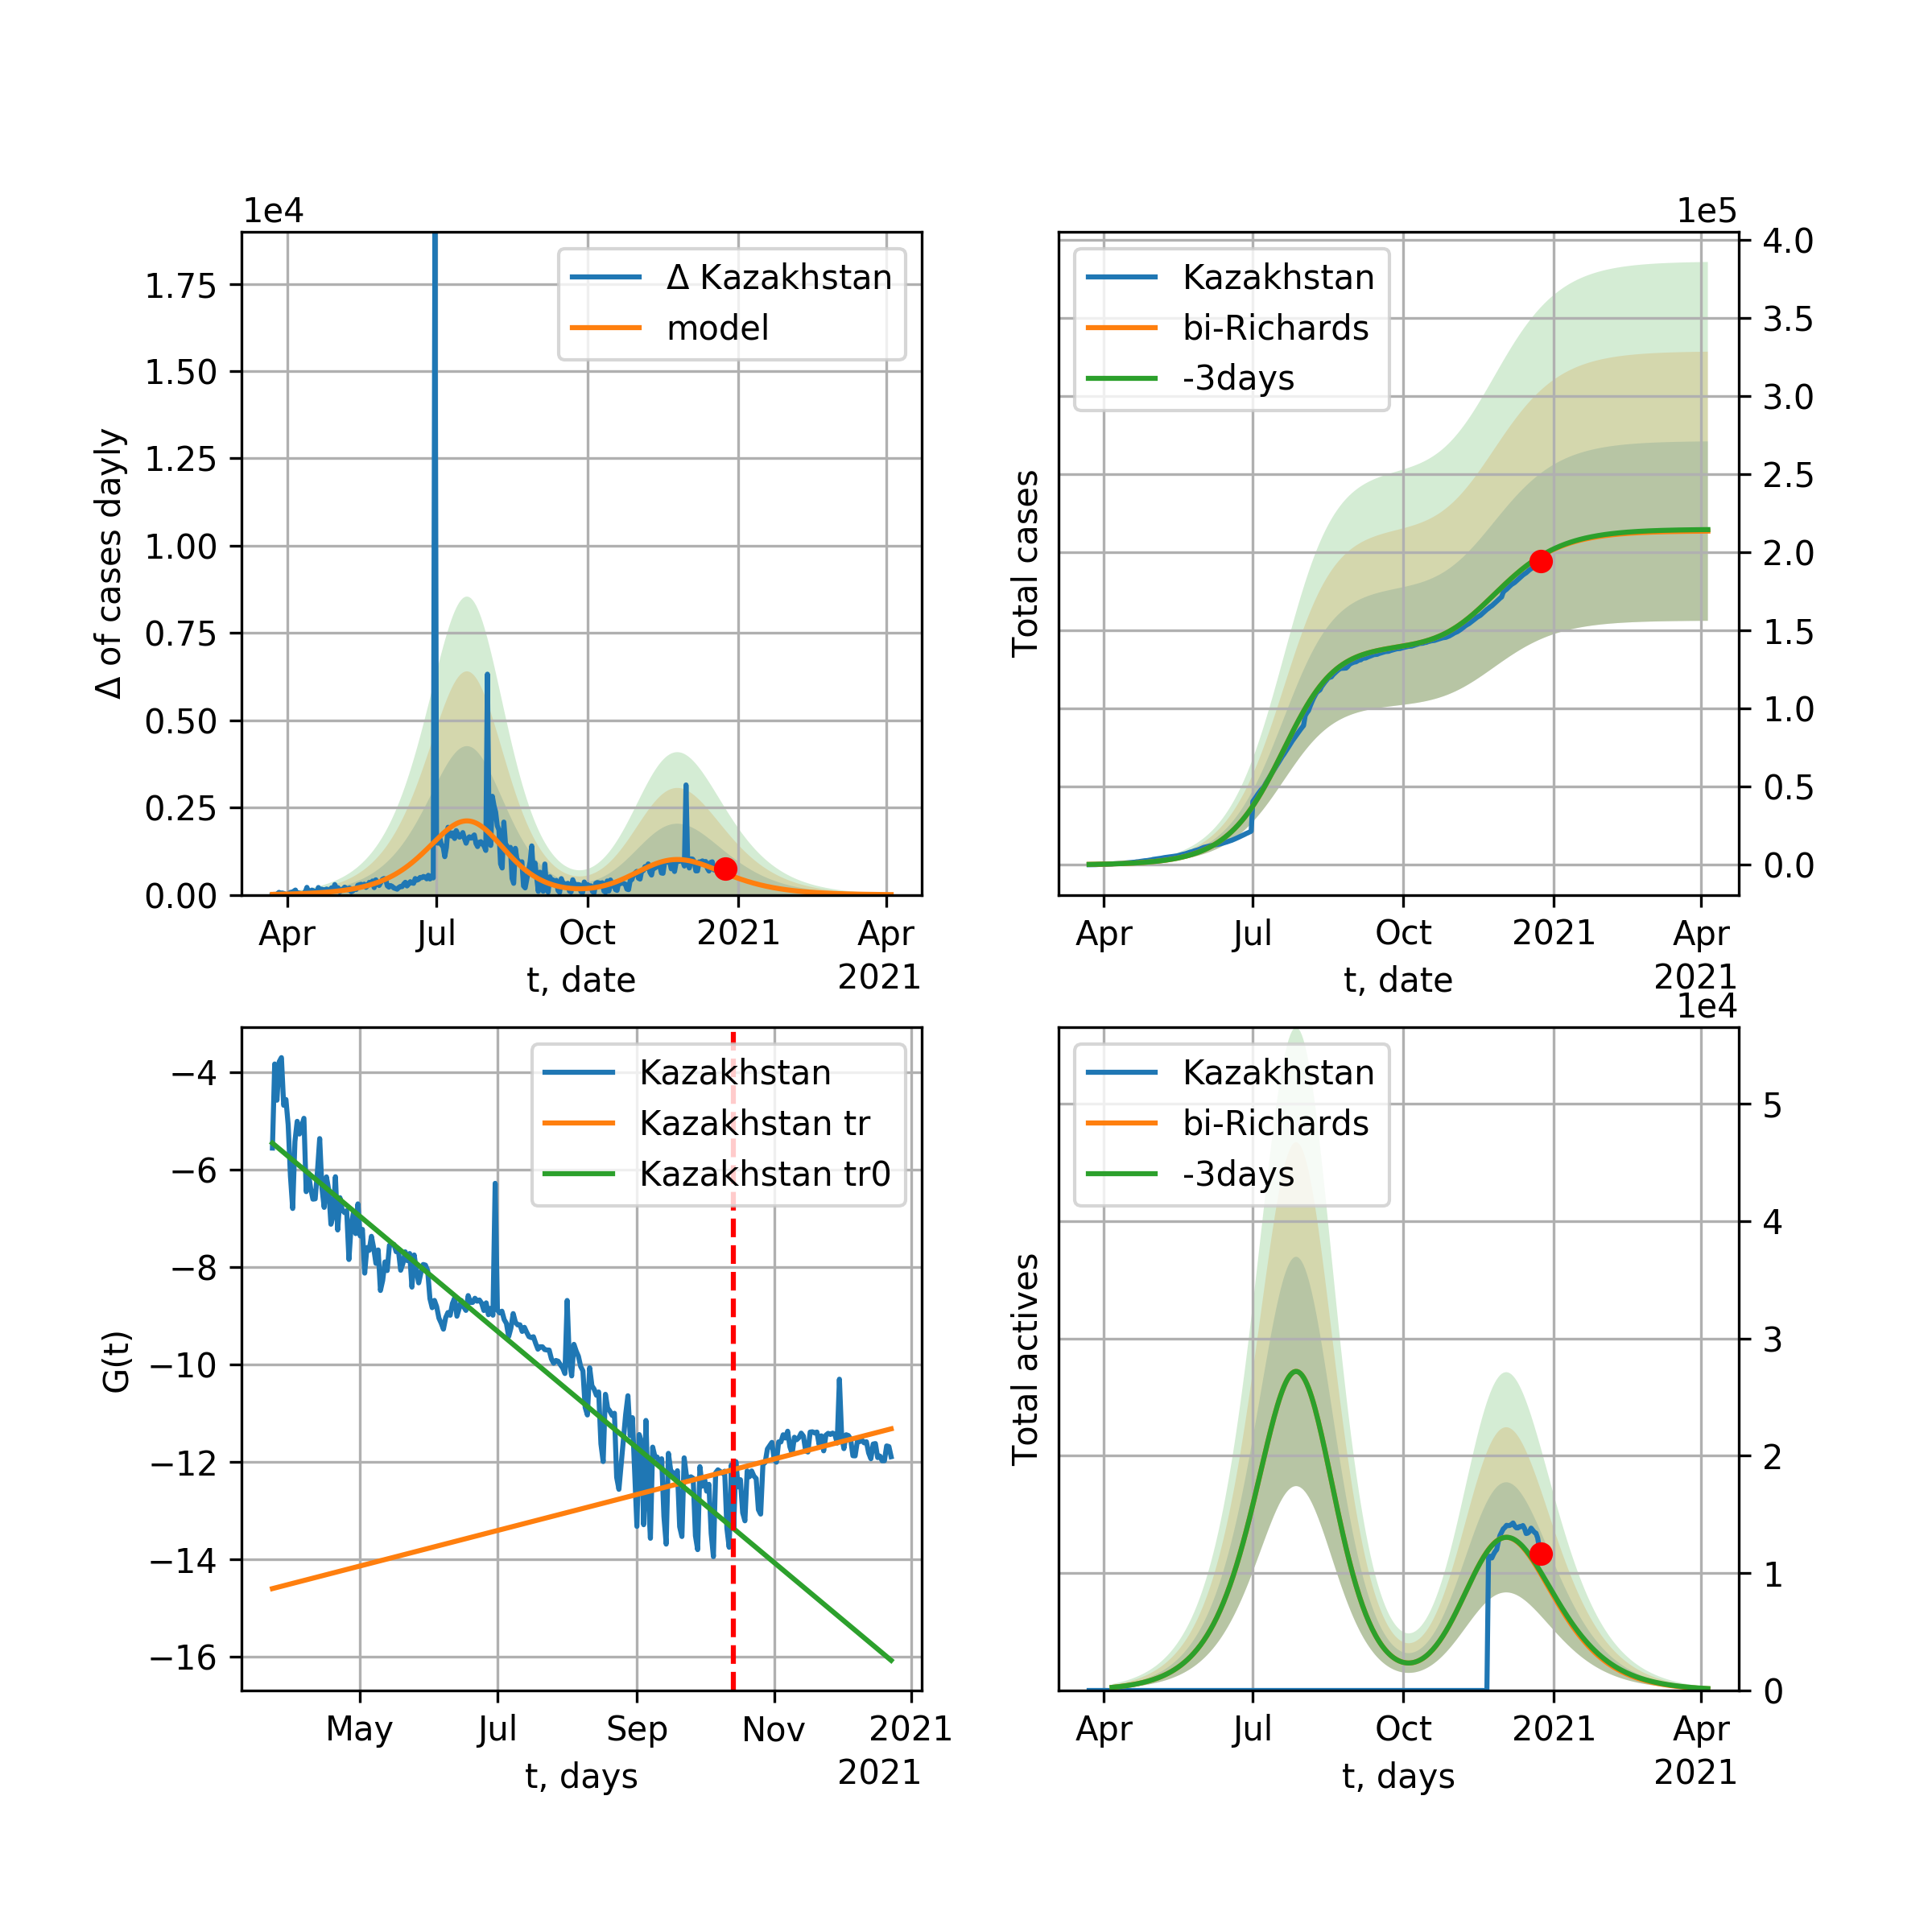 1e4
1.75
1.50
1.25
1.00
0.75
0.50
0.25
0.00
Δ of cases dayly
Δ Kazakhstan
model
Apr Jul Oct 2021 Apr
t, date 2021
1e5
4.0
3.5
3.0
2.5
2.0
1.5
1.0
0.5
0.0
Total cases
Kazakhstan
bi-Richards
-3days
Apr Jul Oct 2021 Apr
t, date 2021
−4
−6
−8
−10
−12
−14
−16
G(t)
Kazakhstan
Kazakhstan tr
Kazakhstan tr0
May Jul Sep Nov 2021
t, days 2021
1e4
5
4
3
2
1
0
Total actives
Kazakhstan
bi-Richards
-3days
Apr Jul Oct 2021 Apr
t, days 2021